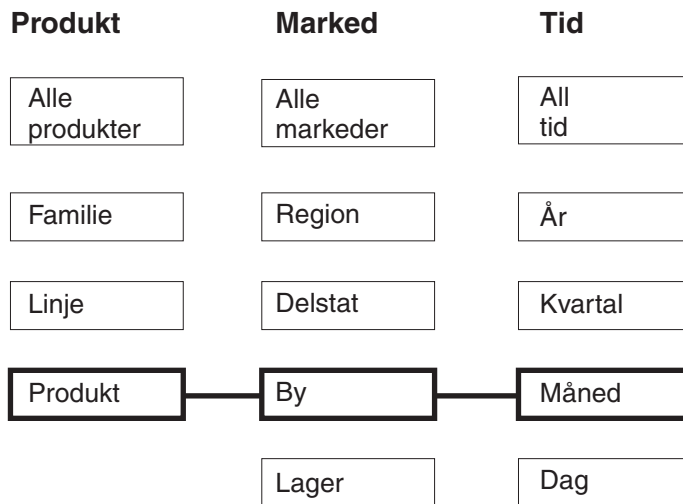 Produkt Marked Tid
Alle Alle All
produkter markeder tid
Familie Region År
Linje Delstat Kvartal
Produkt By Måned
Lager Dag